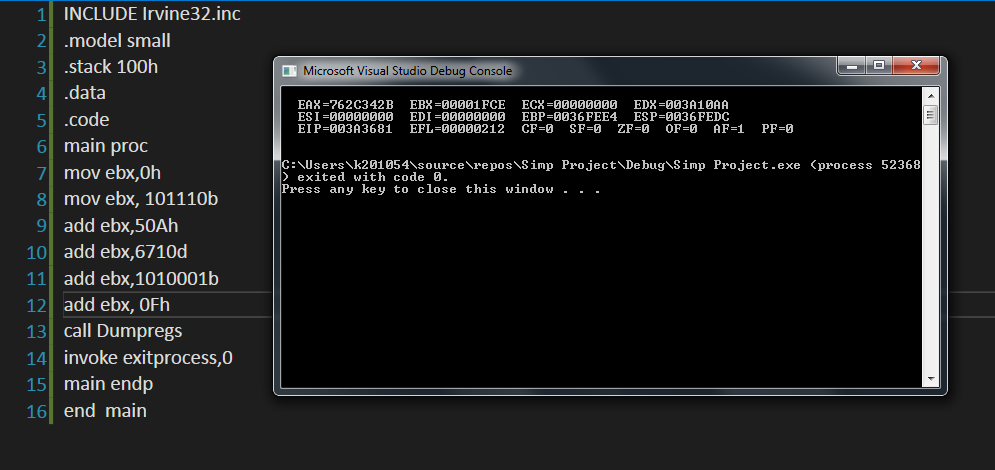 1 INCLUDE Irvine32.inc
2 .model small
3 .stack 100h
4 .data
5 .code
6 main proc
7 mov ebx,0h
8 mov ebx, 101110b
9 add ebx,50Ah
10 add ebx,6710d
11 add ebx,1010001b
12 add ebx, 0Fh
13 call Dumpregs
14 invoke exitprocess,0
15 main endp
16 end  main
Microsoft Visual Studio Debug Console
EAX=762C342B  EBX=00001FCE  ECX=00000000  EDX=003A10AA
ESI=00000000  EDI=00000000  EBP=0036FEE4  ESP=0036FEDC
EIP=003A3681  EFL=00000212  CF=0  SF=0  ZF=0  OF=0  AF=1  PF=0
C:\Users\k201054\source\repos\Simp Project\Debug\Simp Project.exe (process 52368
) exited with code 0.
Press any key to close this window . . .